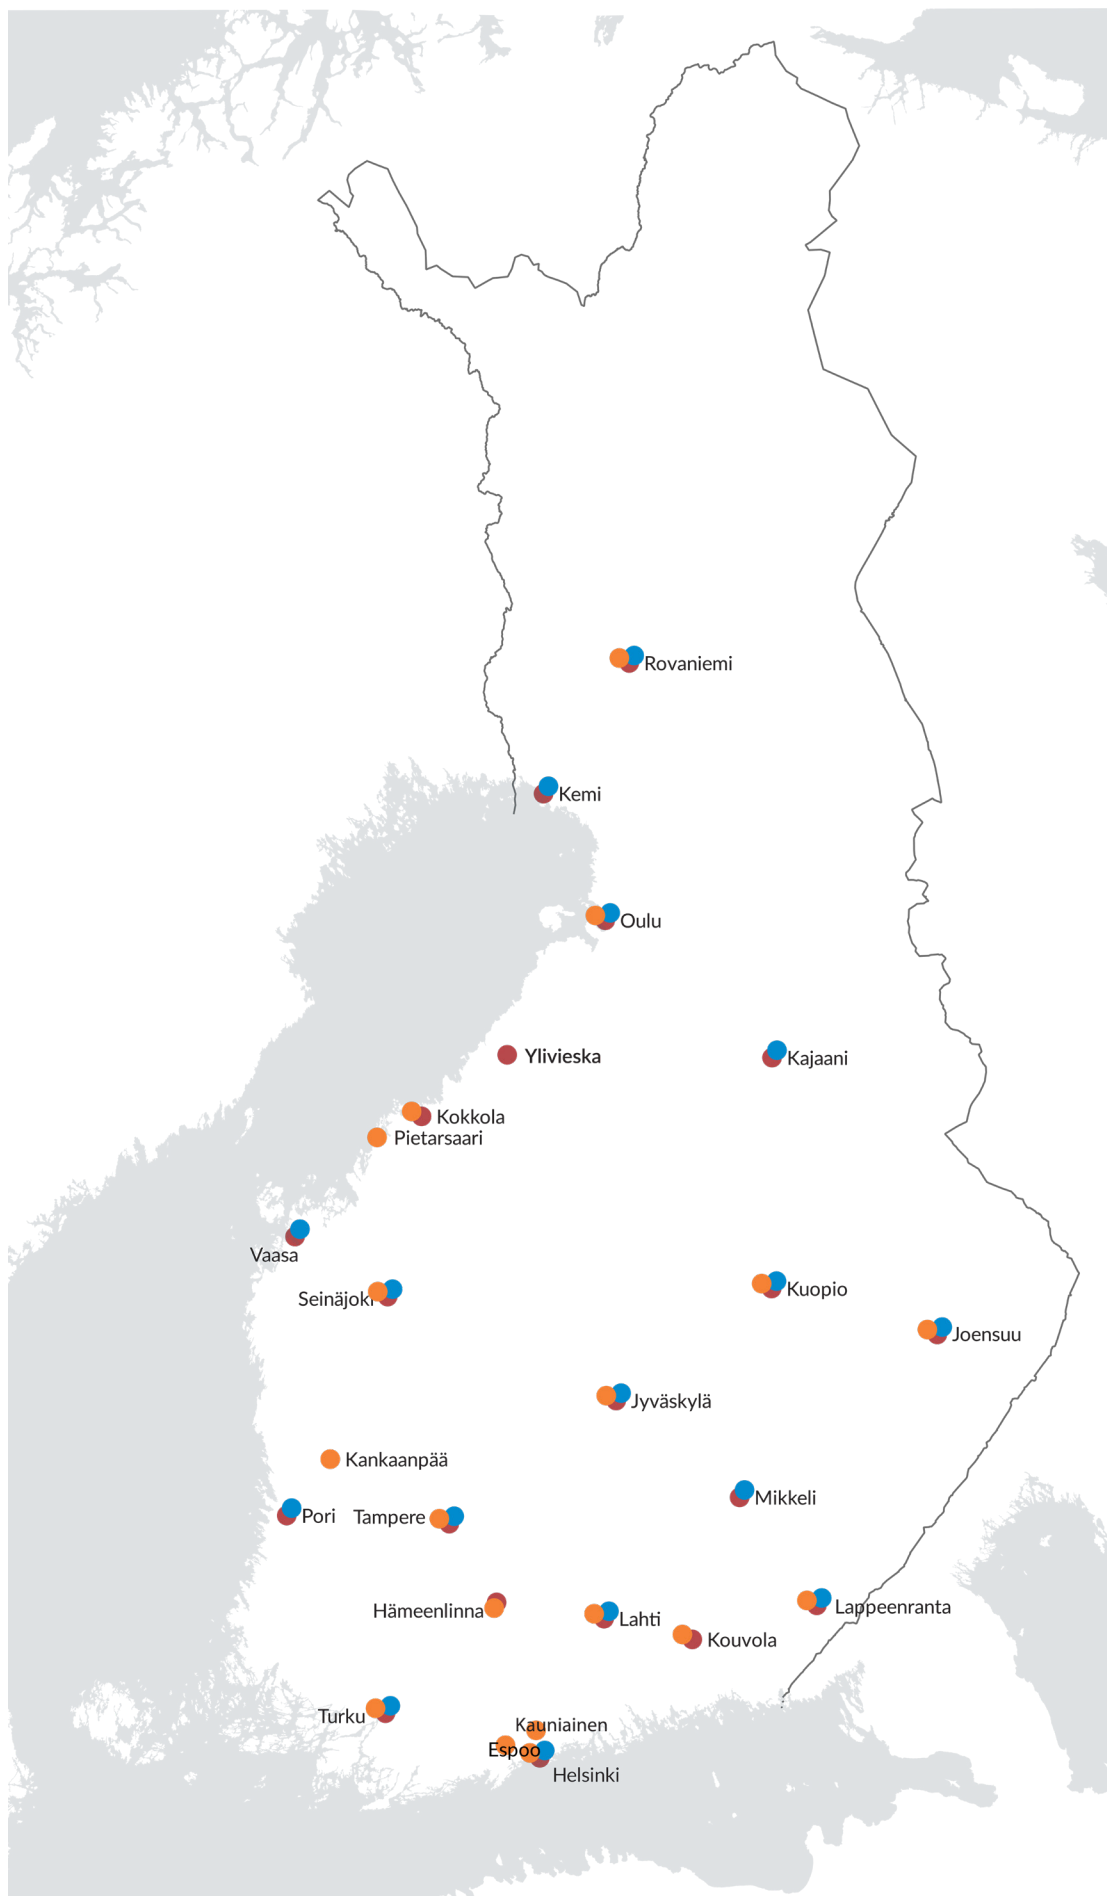 Rovaniemi
Kemi
Oulu
Ylivieska
Kajaani
Kokkola
Pietarsaari
Vaasa
Seinäjoki
Kuopio
Joensuu
Jyväskylä
Kankaanpää
Mikkeli
Pori
Tampere
Hämeenlinna
Lahti
Lappeenranta
Kouvola
Turku
Kauniainen
Espoo
Helsinki